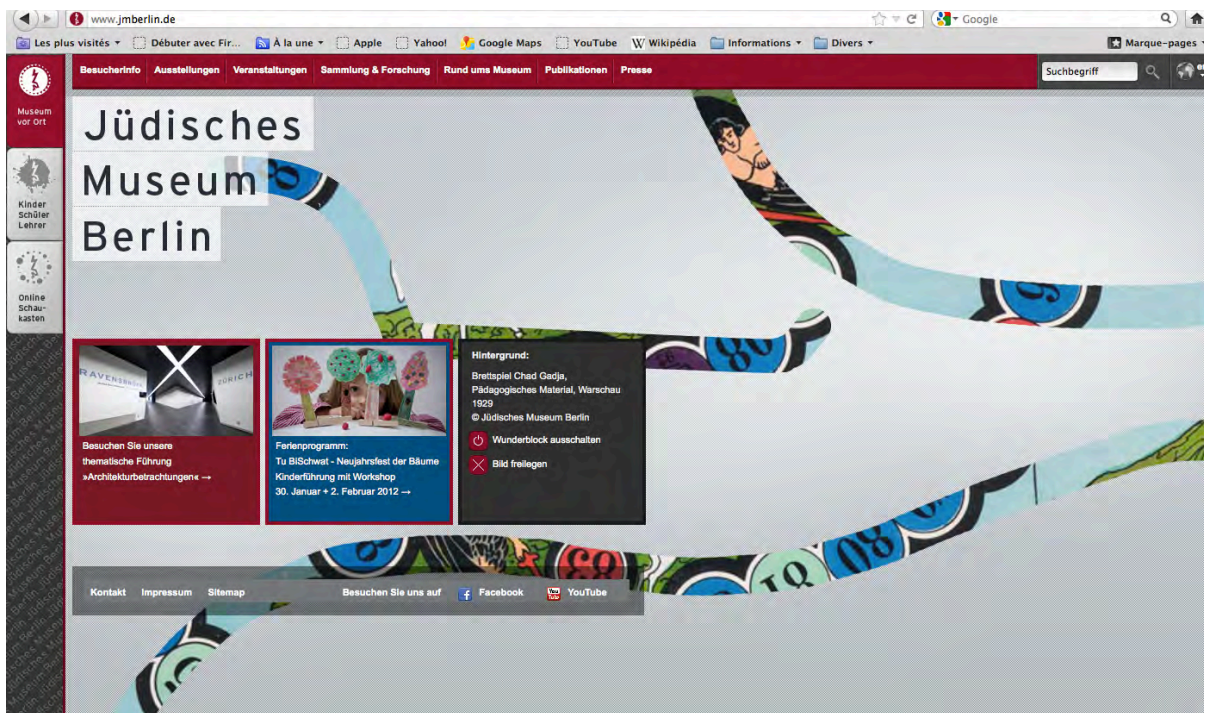 www.jmberlin.de
Google
Les plus visités
Débuter avec Fir...
À la une
Apple
Yahoo!
Google Maps
YouTube
Wikipédia
Informations
Divers
Marque-pages
BesucherInfo
Ausstellungen
Veranstaltungen
Sammlung & Forschung
Rund ums Museum
Publikationen
Presse
Suchbegriff
Museum
vor Ort
Kinder
Schüler
Lehrer
Online
Schau-
kasten
Jüdisches
Museum
Berlin
RAVENSBRÜCK
ZÜRICH
Besuchen Sie unsere
thematische Führung
»Architekturbetrachtungen« →
Ferienprogramm:
Tu BiSchwat - Neujahrsfest der Bäume
Kinderführung mit Workshop
30. Januar + 2. Februar 2012 →
Hintergrund:
Brettspiel Chad Gadja,
Pädagogisches Material, Warschau
1929
© Jüdisches Museum Berlin
Wunderblock ausschalten
Bild freilegen
Kontakt
Impressum
Sitemap
Besuchen Sie uns auf
Facebook
You
Tube
YouTube